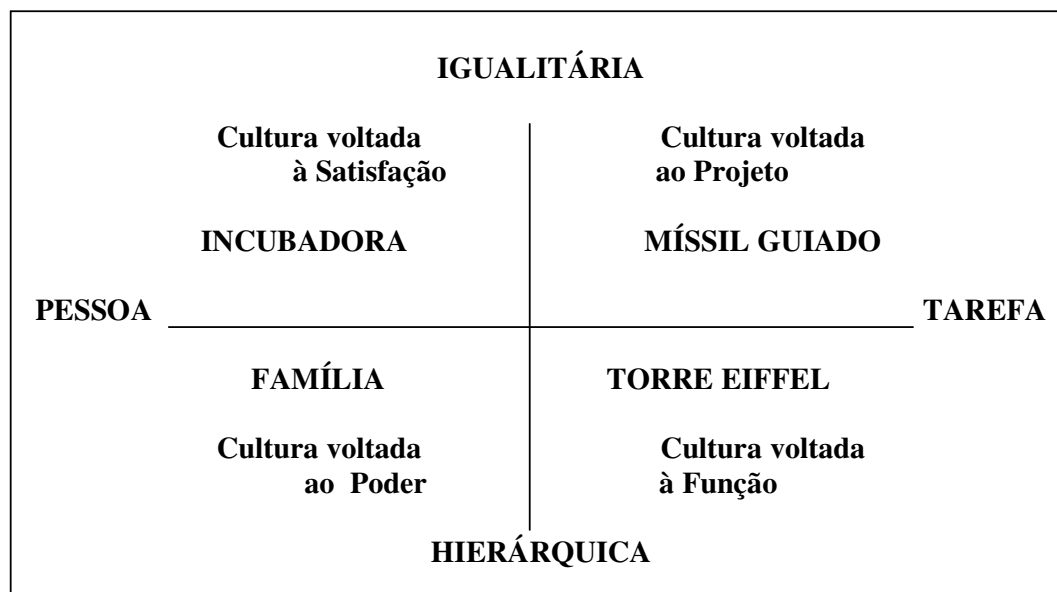 IGUALITÁRIA
Cultura voltada Cultura voltada
à Satisfação ao Projeto
INCUBADORA MÍSSIL GUIADO
PESSOA TAREFA
FAMÍLIA TORRE EIFFEL
Cultura voltada Cultura voltada
ao Poder à Função
HIERÁRQUICA